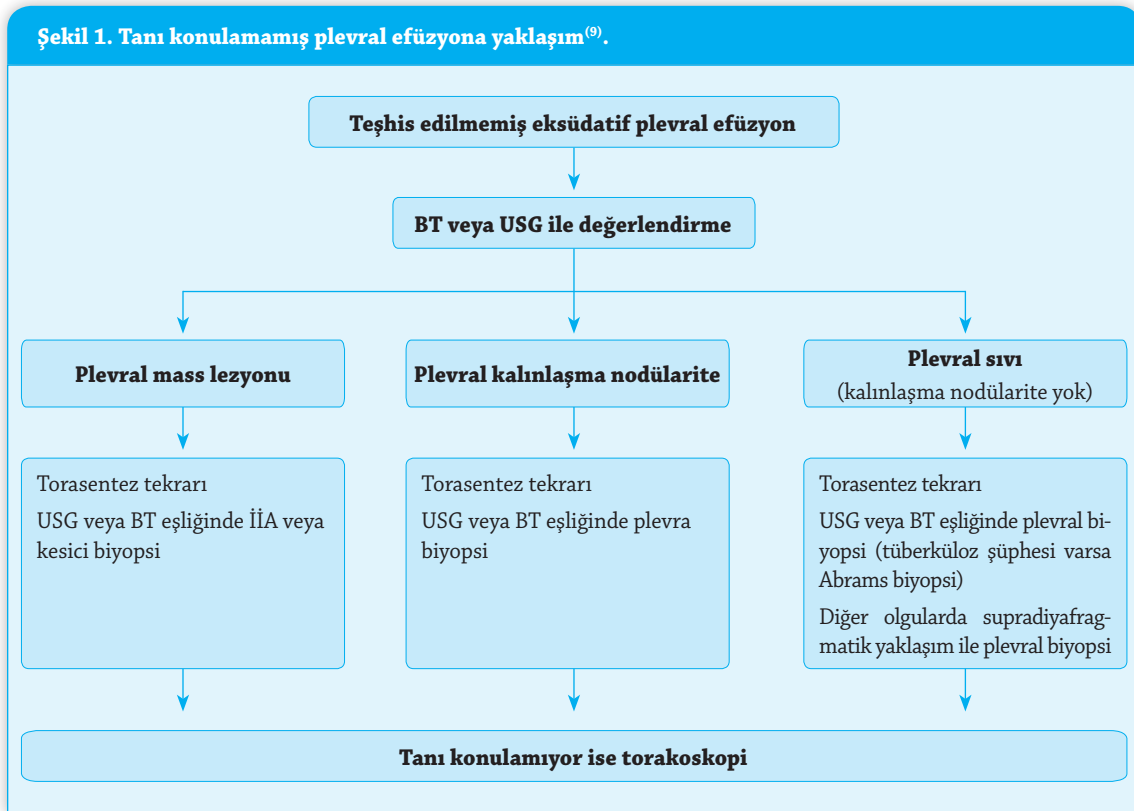 Şekil 1. Tanı konulamamış plevral efüzyona yaklaşım(9).
Teşhis edilmemiş eksüdatif plevral efüzyon
BT veya USG ile değerlendirme
Plevral mass lezyonu
Plevral kalınlaşma nodülarite
Plevral sıvı
(kalınlaşma nodülarite yok)
Torasentez tekrarı
USG veya BT eşliğinde İİA veya
kesici biyopsi
Torasentez tekrarı
USG veya BT eşliğinde plevra
biyopsi
Torasentez tekrarı
USG veya BT eşliğinde plevral bi-
yopsi (tüberküloz şüphesi varsa
Abrams biyopsi)
Diğer olgularda supradiyafrag-
matik yaklaşım ile plevral biyopsi
Tanı konulamıyor ise torakoskopi